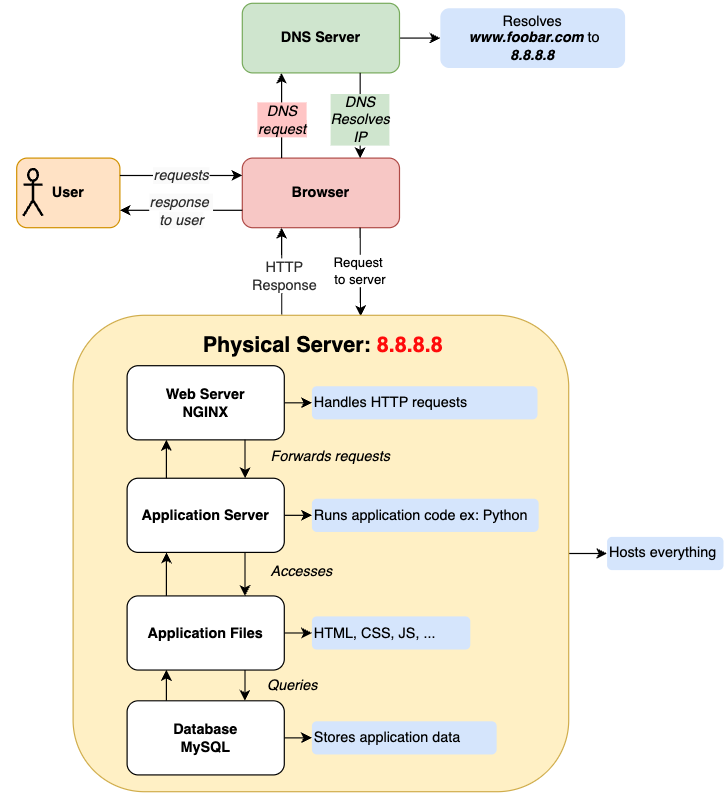 DNS Server
Resolves
www.foobar.com to
8.8.8.8
DNS
request
DNS
Resolves
IP
User
requests
response
to user
Browser
HTTP
Response
Request
to server
Physical Server: 8.8.8.8
Web Server
NGINX
Handles HTTP requests
Forwards requests
Application Server
Runs application code ex: Python
Accesses
Hosts everything
Application Files
HTML, CSS, JS, ...
Queries
Database
MySQL
Stores application data